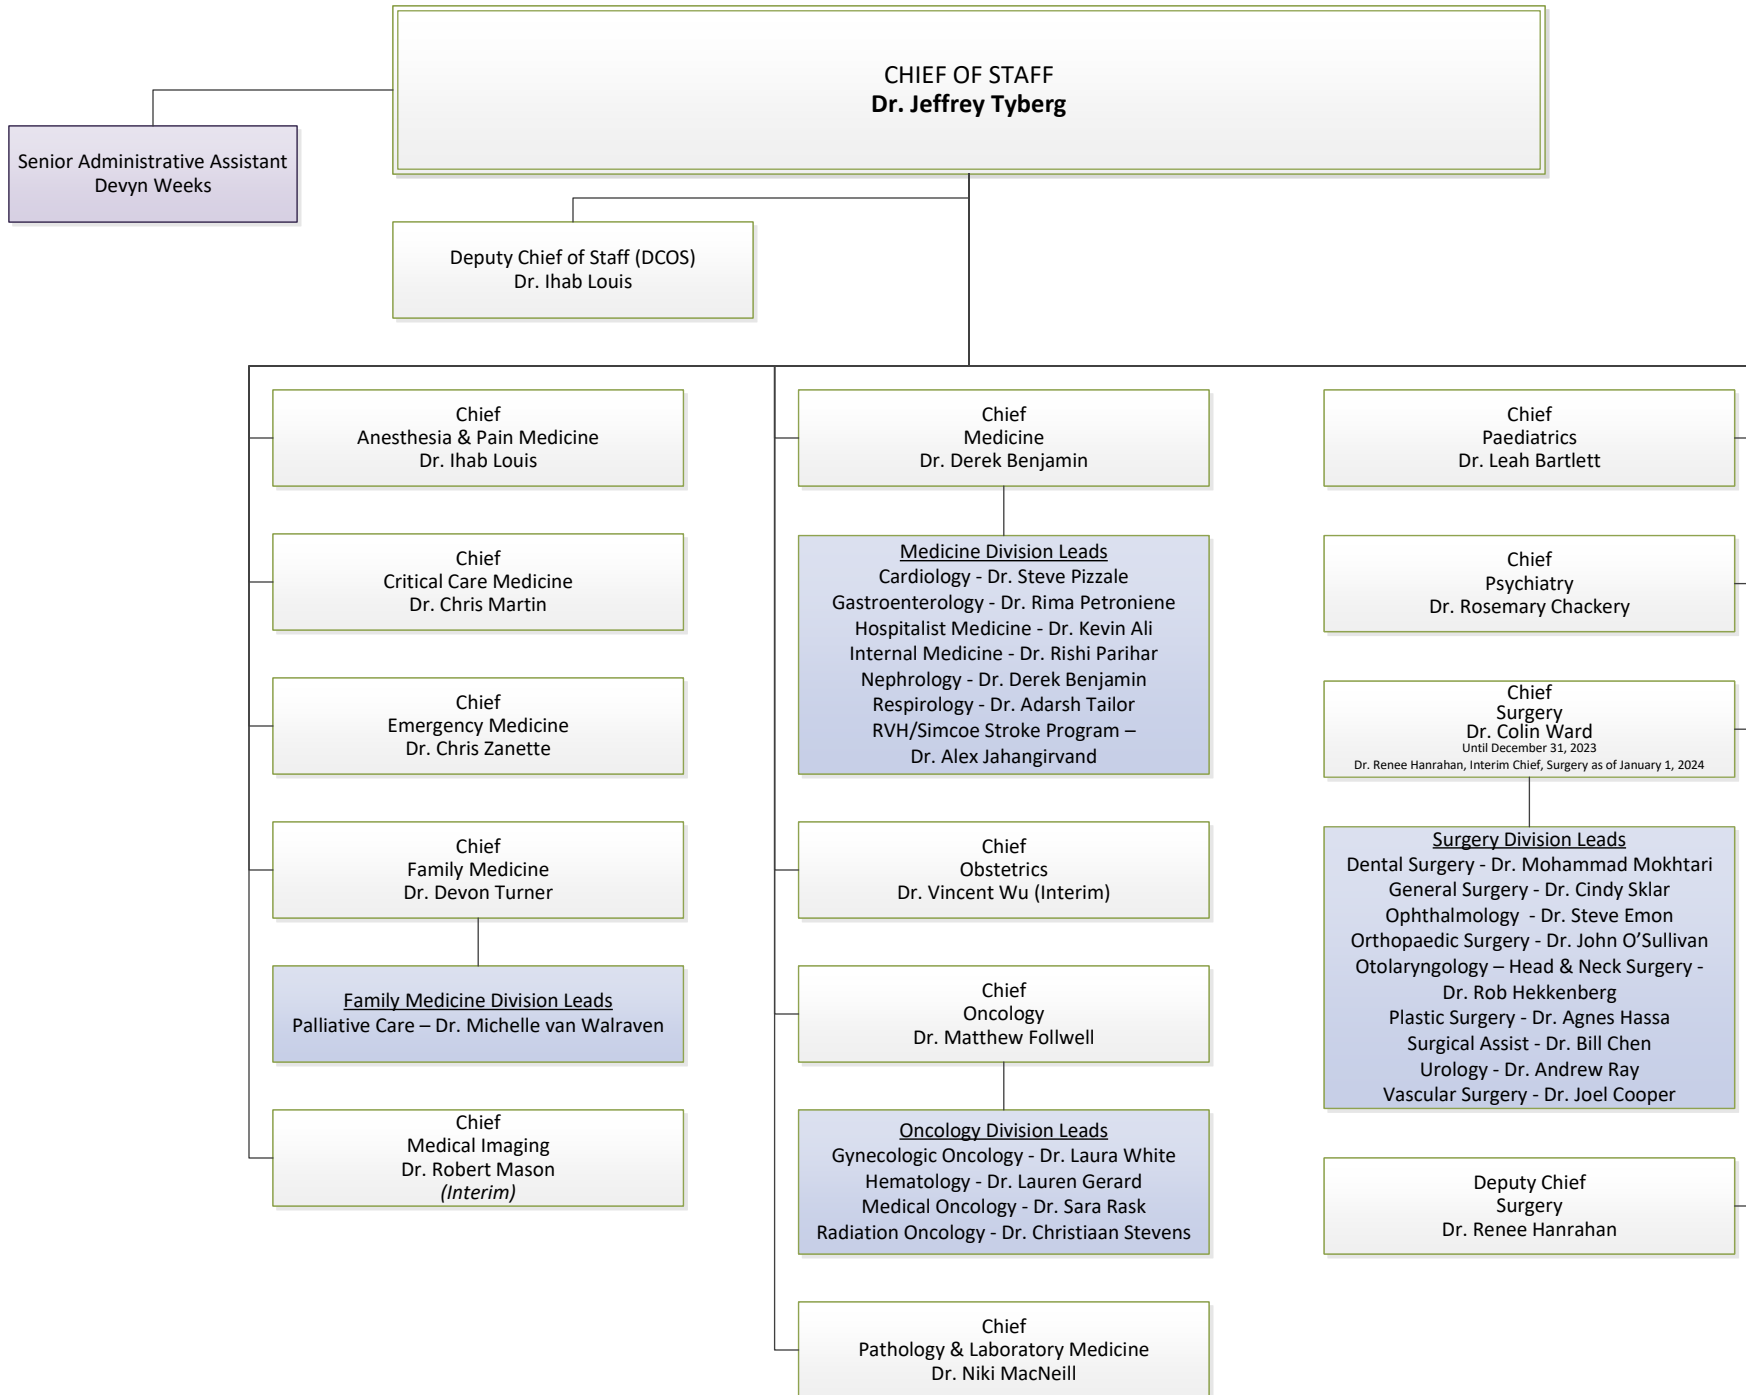 CHIEF OF STAFF
Dr. Jeffrey Tyberg
Senior Administrative Assistant
Devyn Weeks
Deputy Chief of Staff (DCOS)
Dr. Ihab Louis
Chief
Anesthesia & Pain Medicine
Dr. Ihab Louis
Chief
Critical Care Medicine
Dr. Chris Martin
Chief
Emergency Medicine
Dr. Chris Zanette
Chief
Family Medicine
Dr. Devon Turner
Family Medicine Division Leads
Palliative Care – Dr. Michelle van Walraven
Chief
Medical Imaging
Dr. Robert Mason
(Interim)
Chief
Medicine
Dr. Derek Benjamin
Medicine Division Leads
Cardiology - Dr. Steve Pizzale
Gastroenterology - Dr. Rima Petroniene
Hospitalist Medicine - Dr. Kevin Ali
Internal Medicine - Dr. Rishi Parihar
Nephrology - Dr. Derek Benjamin
Respirology - Dr. Adarsh Tailor
RVH/Simcoe Stroke Program –
Dr. Alex Jahangirvand
Chief
Obstetrics
Dr. Vincent Wu (Interim)
Chief
Oncology
Dr. Matthew Follwell
Oncology Division Leads
Gynecologic Oncology - Dr. Laura White
Hematology - Dr. Lauren Gerard
Medical Oncology - Dr. Sara Rask
Radiation Oncology - Dr. Christiaan Stevens
Chief
Pathology & Laboratory Medicine
Dr. Niki MacNeill
Chief
Paediatrics
Dr. Leah Bartlett
Chief
Psychiatry
Dr. Rosemary Chackery
Chief
Surgery
Dr. Colin Ward
Until December 31, 2023
Dr. Renee Hanrahan, Interim Chief, Surgery as of January 1, 2024
Surgery Division Leads
Dental Surgery - Dr. Mohammad Mokhtari
General Surgery - Dr. Cindy Sklar
Ophthalmology  - Dr. Steve Emon
Orthopaedic Surgery - Dr. John O’Sullivan
Otolaryngology – Head & Neck Surgery -
Dr. Rob Hekkenberg
Plastic Surgery - Dr. Agnes Hassa
Surgical Assist - Dr. Bill Chen
Urology - Dr. Andrew Ray
Vascular Surgery - Dr. Joel Cooper
Deputy Chief
Surgery
Dr. Renee Hanrahan